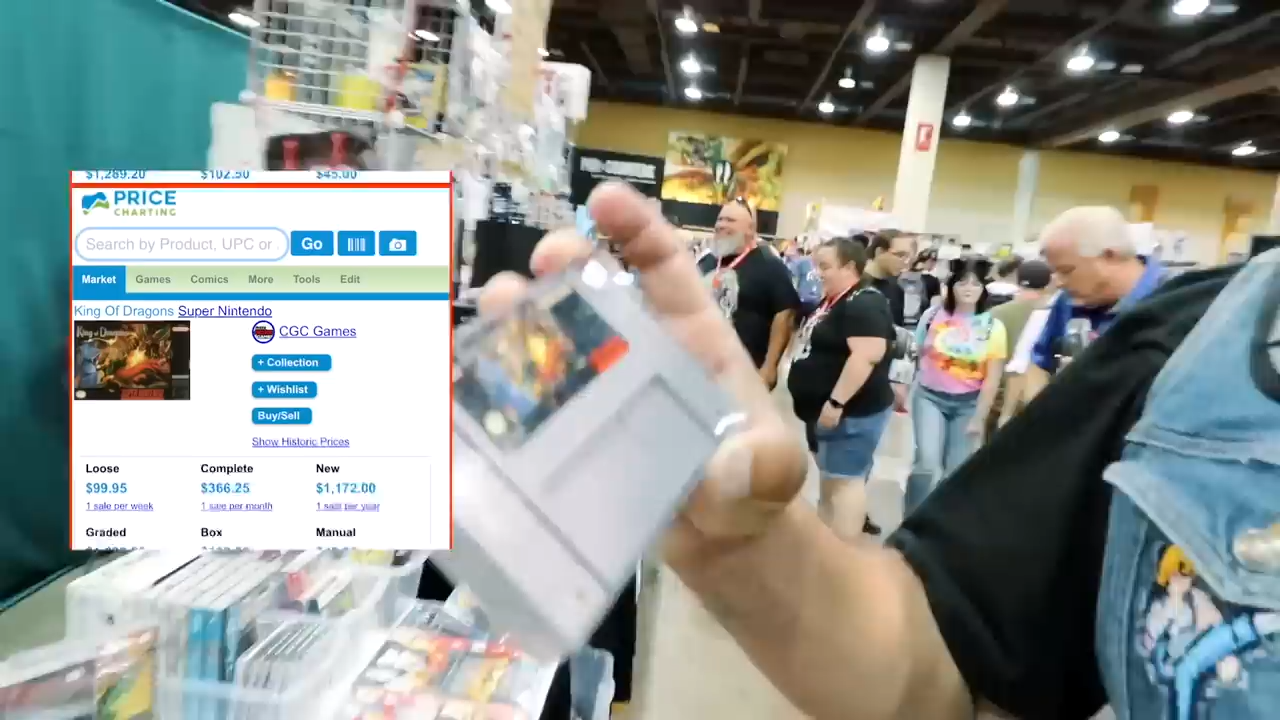 $1,289.20 $102.50 $45.00
PRICE
CHARTING
Search by Product, UPC or
Go
Market Games Comics More Tools Edit
King Of Dragons Super Nintendo
CGC Games
+ Collection
+ Wishlist
Buy/Sell
Show Historic Prices
Loose Complete New
$99.95 $366.25 $1,172.00
1 sale per week 1 sale per month 1 sale per year
Graded Box Manual